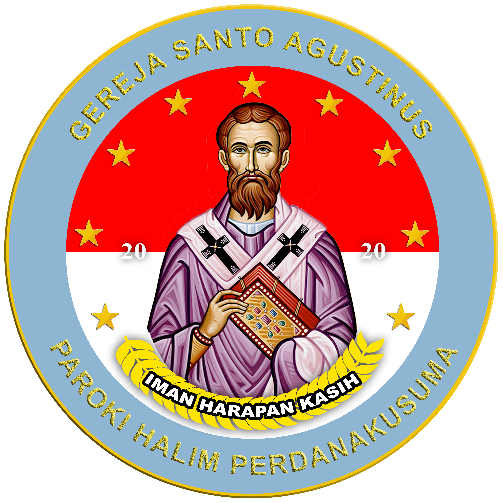 GEREJA SANTO AGUSTINUS
20 20
IMAN HARAPAN KASIH
PAROKI HALIM PERDANAKUSUMA